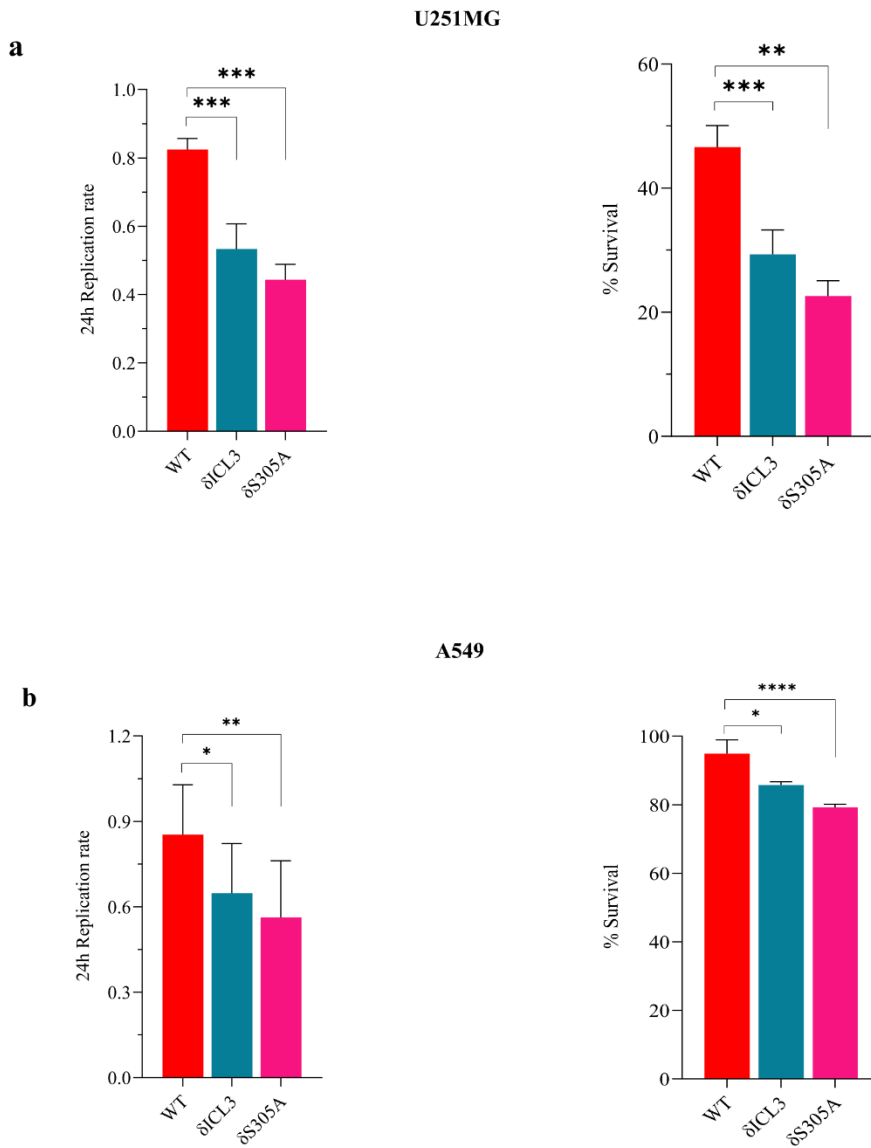 U251MG
a
***
***
1.0
0.8
0.6
0.4
0.2
0.0
24h Replication rate
WT
δICL3
δS305A
**
***
60
40
20
0
% Survival
WT
δICL3
δS305A
A549
b
**
*
1.2
0.9
0.6
0.3
0.0
24h Replication rate
WT
δICL3
δS305A
****
*
100
80
60
40
20
0
% Survival
WT
δICL3
δS305A